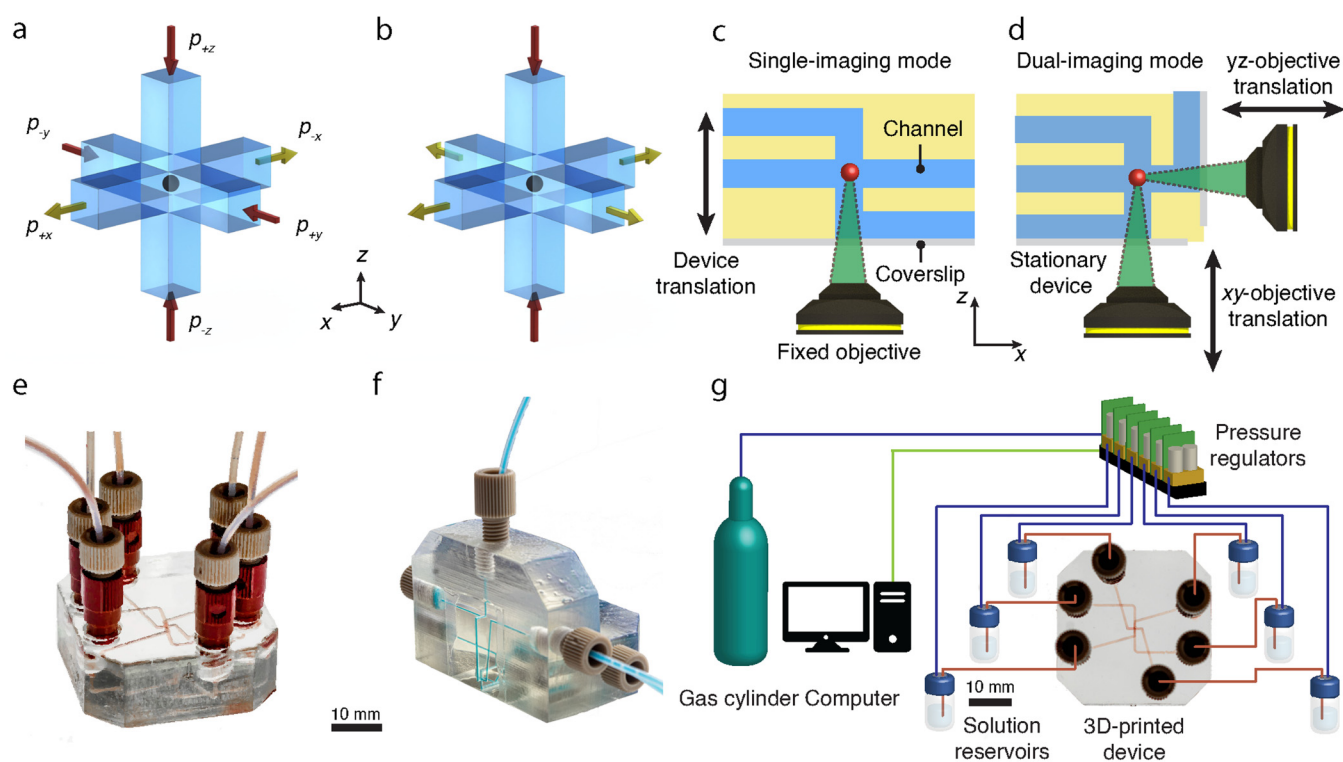 a
p+z
p-y
p-x
p+x
p+y
p-z
b
z
x
y
c
Single-imaging mode
Channel
Device
translation
Coverslip
Fixed objective
z
x
d
Dual-imaging mode
yz-objective
translation
Stationary
device
xy-objective
translation
e
10 mm
f
g
Pressure
regulators
Gas cylinder
Computer
10 mm
Solution
reservoirs
3D-printed
device